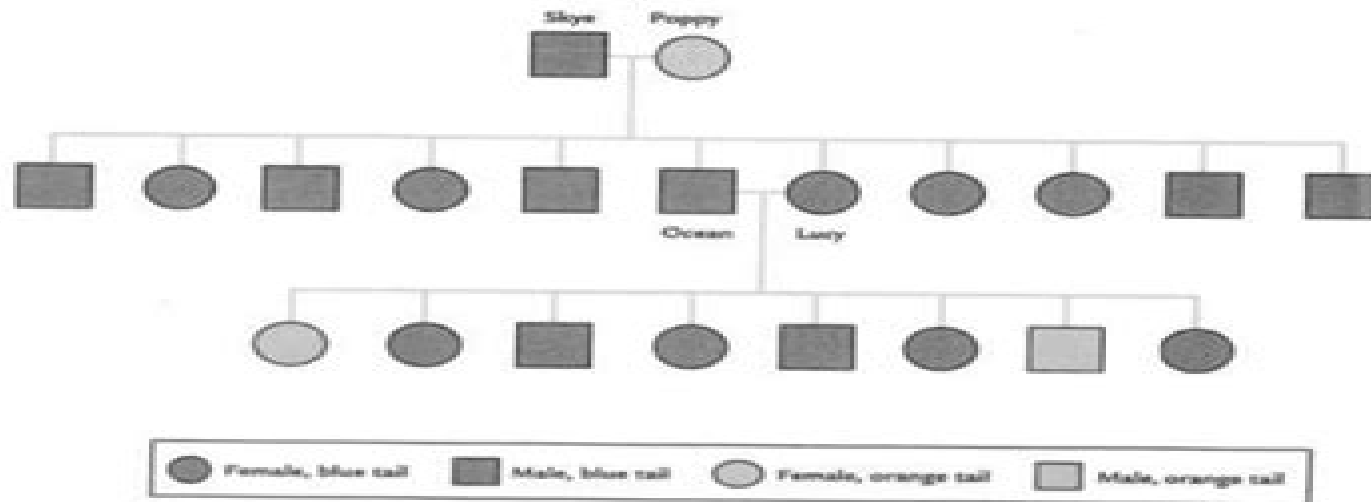 Skye Poppy
Ocean Lucy
Female, blue tail Male, blue tail Female, orange tail Male, orange tail